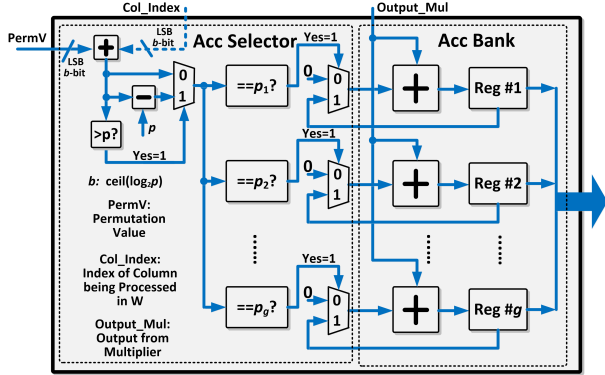 Col_Index
Output_Mul
PermV
LSB
b-bit
LSB
b-bit
+
Acc Selector
Acc Bank
Yes=1
0
1
−
p
>p?
Yes=1
==p₁?
0
0
1
+
Reg #1
b: ceil(log₂p)
PermV:
Permutation
Value
Col_Index:
Index of Column
being Processed
in W
Output_Mul:
Output from
Multiplier
Yes=1
==p₂?
0
0
1
+
Reg #2
Yes=1
==p_g?
0
0
1
+
Reg #g